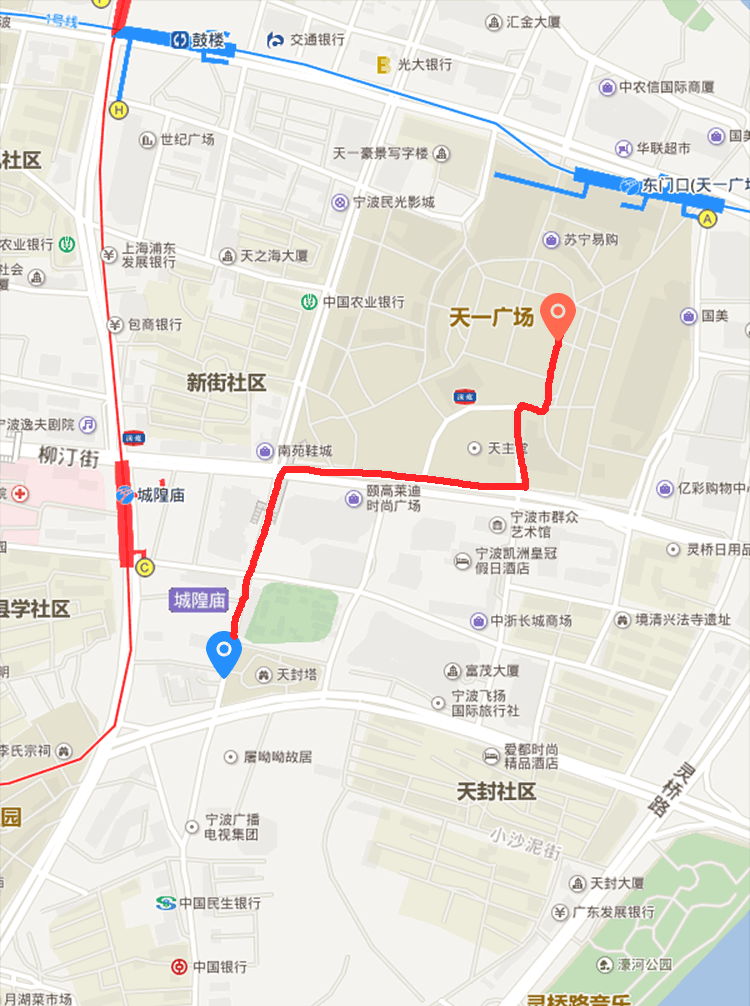 1号线
鼓楼
交通银行
汇金大厦
光大银行
中农信国际商厦
H
世纪广场
天一豪景写字楼
华联超市
国美
社区
东门口(天一广场
宁波民光影城
A
农业银行
上海浦东
发展银行
天之海大厦
苏宁易购
社会
厦
中国农业银行
天一广场
国美
包商银行
新街社区
宁波逸夫剧院
柳汀街
南苑鞋城
天主
城隍庙
颐高莱迪
时尚广场
亿彩购物中心
院
宁波市群众
艺术馆
园
宁波凯洲皇冠
假日酒店
灵桥日用品
C
城隍庙
县学社区
中浙长城商场
境清兴法寺遗址
天封塔
富茂大厦
宁波飞扬
国际旅行社
李氏宗祠
屠呦呦故居
爱都时尚
精品酒店
天封社区
灵桥路
园
宁波广播
电视集团
小沙泥街
天封大厦
中国民生银行
广东发展银行
中国银行
濠河公园
月湖菜市场
灵桥路音乐